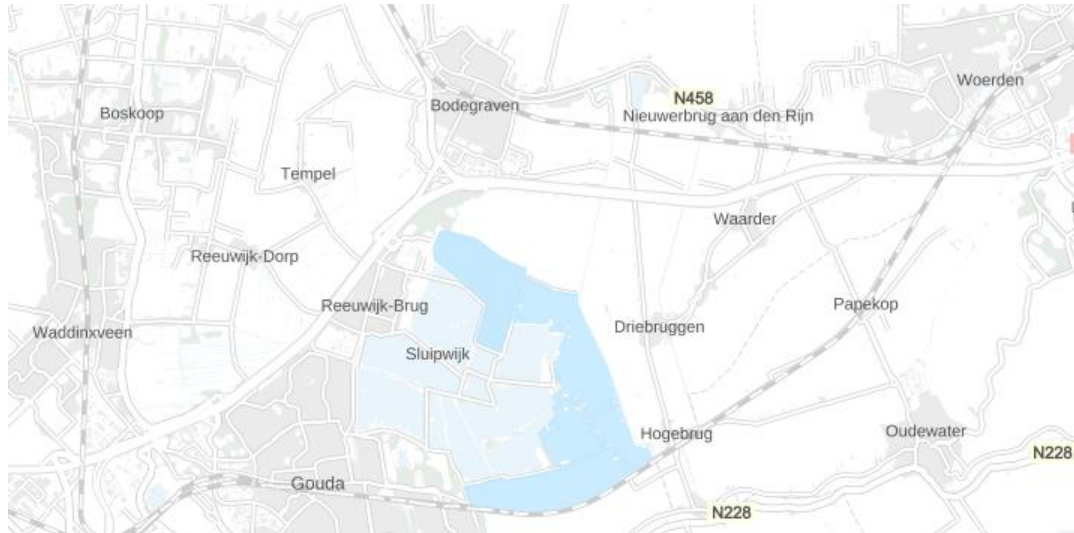 Woerden
N458
Bodegraven
Boskoop
Nieuwerbrug aan den Rijn
Tempel
Waarder
Reeuwijk-Dorp
Reeuwijk-Brug
Papekop
Driebruggen
Waddinxveen
Sluipwijk
Oudewater
Hogebrug
N228
Gouda
N228